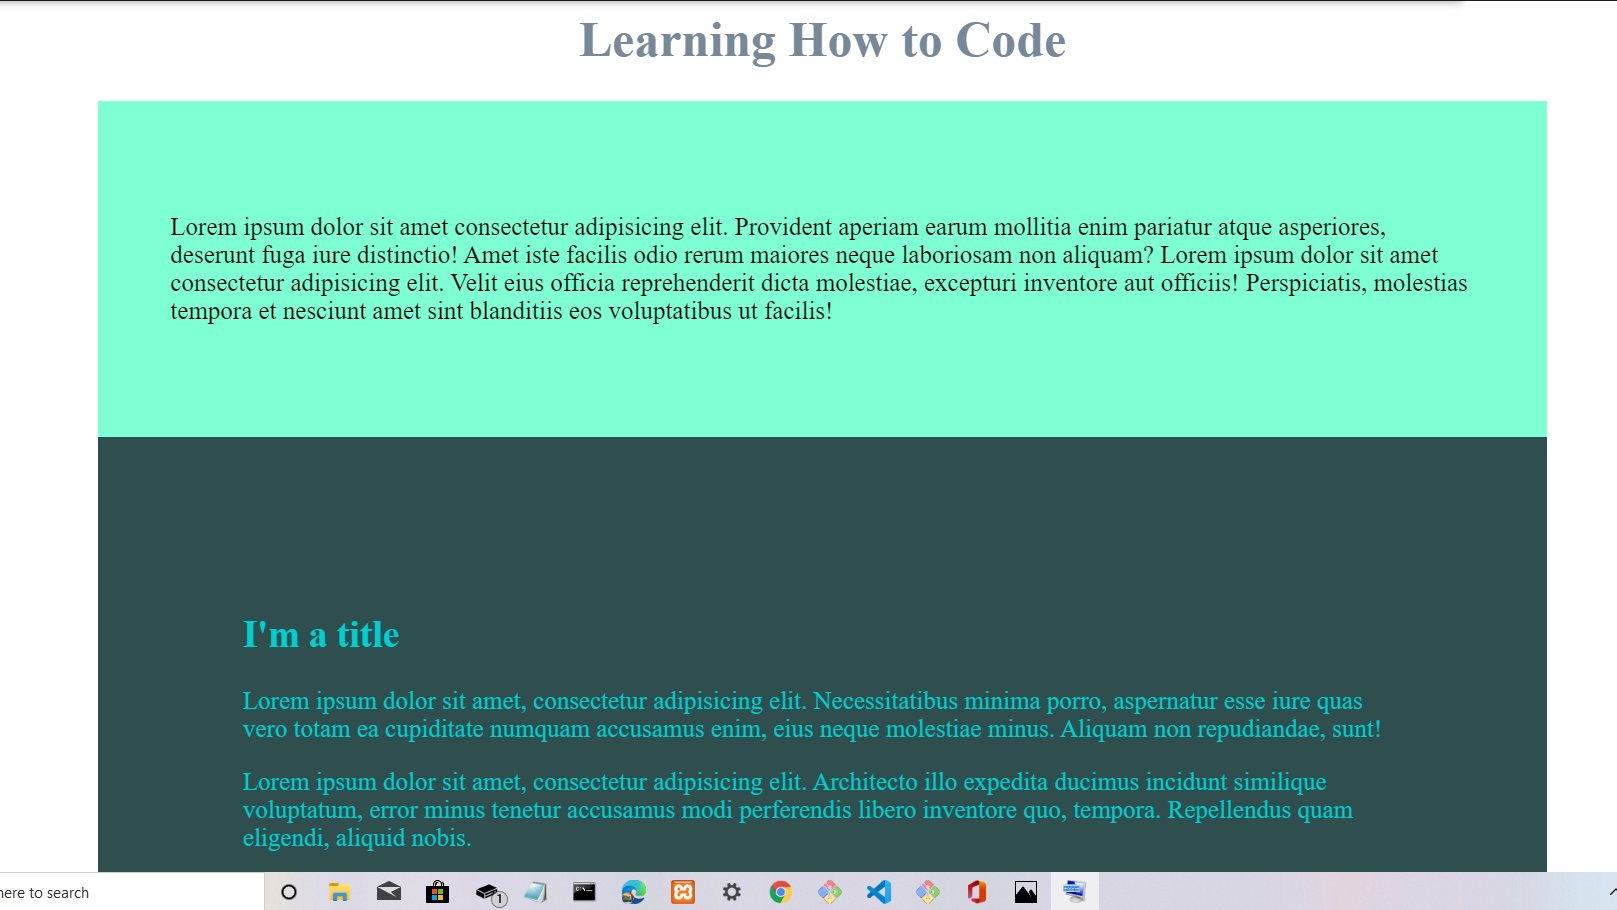 Learning How to Code
Lorem ipsum dolor sit amet consectetur adipisicing elit. Provident aperiam earum mollitia enim pariatur atque asperiores,
deserunt fuga iure distinctio! Amet iste facilis odio rerum maiores neque laboriosam non aliquam? Lorem ipsum dolor sit amet
consectetur adipisicing elit. Velit eius officia reprehenderit dicta molestiae, excepturi inventore aut officiis! Perspiciatis, molestias
tempora et nesciunt amet sint blanditiis eos voluptatibus ut facilis!
I'm a title
Lorem ipsum dolor sit amet, consectetur adipisicing elit. Necessitatibus minima porro, aspernatur esse iure quas
vero totam ea cupiditate numquam accusamus enim, eius neque molestiae minus. Aliquam non repudiandae, sunt!
Lorem ipsum dolor sit amet, consectetur adipisicing elit. Architecto illo expedita ducimus incidunt similique
voluptatum, error minus tenetur accusamus modi perferendis libero inventore quo, tempora. Repellendus quam
eligendi, aliquid nobis.
here to search
1